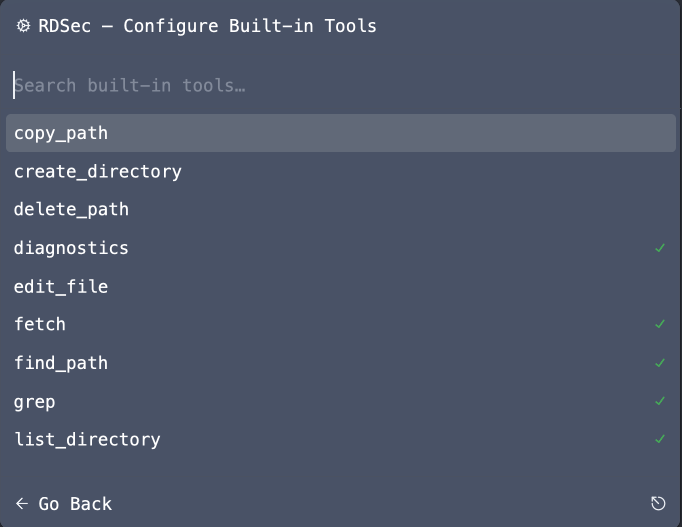 RDSec — Configure Built-in Tools
Search built-in tools…
copy_path
create_directory
delete_path
diagnostics
edit_file
fetch
find_path
grep
list_directory
Go Back